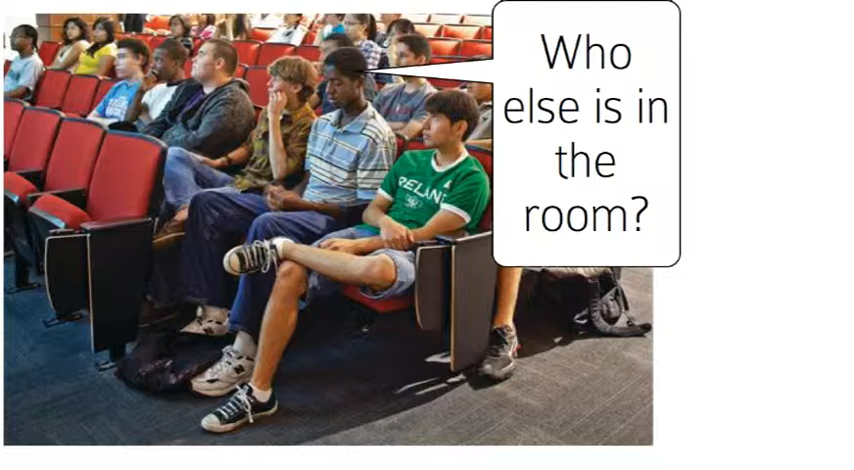 Who
else is in
the
room?
IRELAND